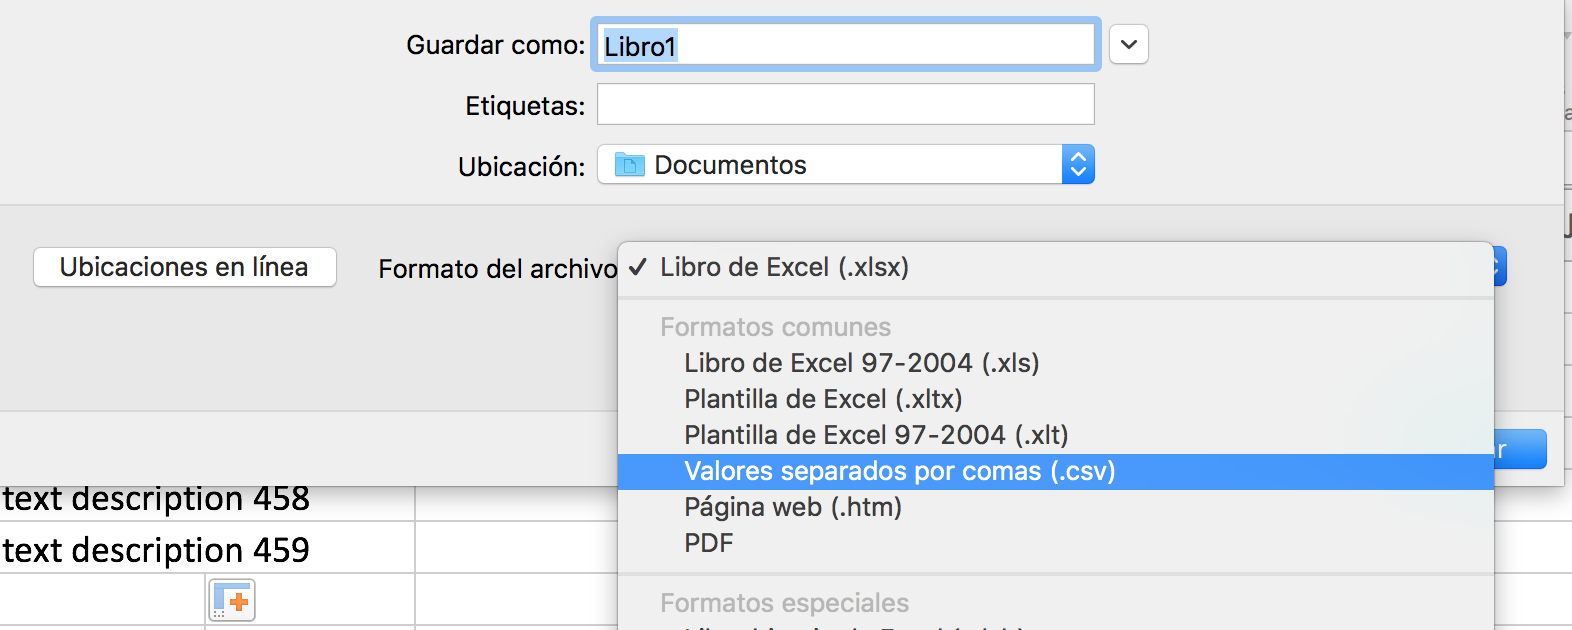 Guardar como: Libro1
Etiquetas:
Ubicación: Documentos
Ubicaciones en línea
Formato del archivo
✓ Libro de Excel (.xlsx)
Formatos comunes
Libro de Excel 97-2004 (.xls)
Plantilla de Excel (.xltx)
Plantilla de Excel 97-2004 (.xlt)
Valores separados por comas (.csv)
Página web (.htm)
PDF
Formatos especiales
text description 458
text description 459